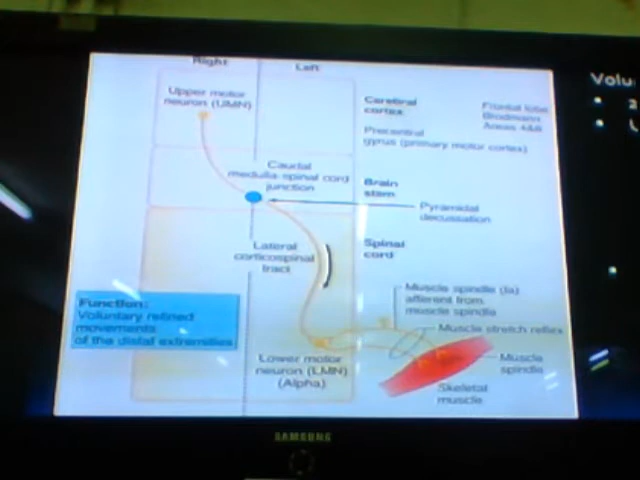 Right
Left
Upper motor
neuron (UMN)
Cerebral
cortex
Frontal lobe
Brodmann
Areas 4&6
Precentral
gyrus (primary motor cortex)
Caudal
medulla-spinal cord
junction
Brain
stem
Pyramidal
decussation
Lateral
corticospinal
tract
Spinal
cord
Muscle spindle (Ia)
afferent from
muscle spindle
Function:
Voluntary refined
movements
of the distal extremities
Muscle stretch reflex
Lower motor
neuron (LMN)
(Alpha)
Muscle
spindle
Skeletal
muscle
Volu
SAMSUNG